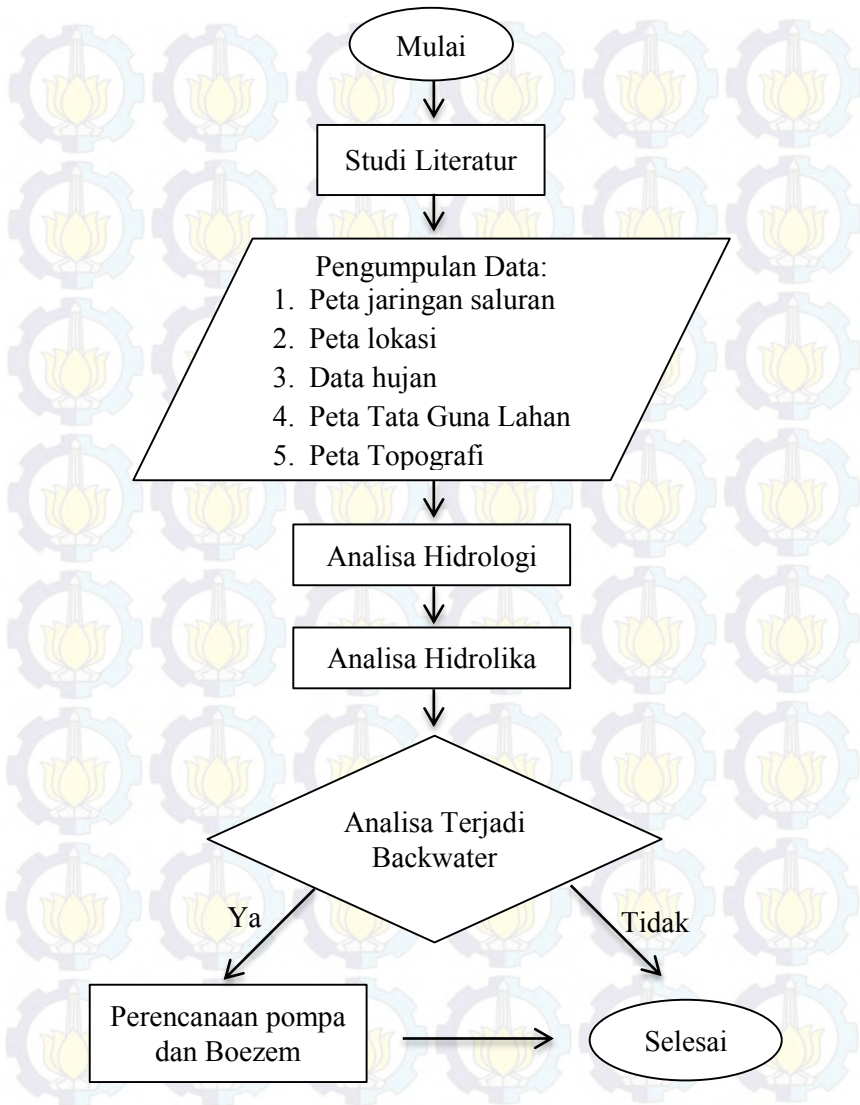 Mulai
Studi Literatur
Pengumpulan Data:
1. Peta jaringan saluran
2. Peta lokasi
3. Data hujan
4. Peta Tata Guna Lahan
5. Peta Topografi
Analisa Hidrologi
Analisa Hidrolika
Analisa Terjadi
Backwater
Ya
Tidak
Perencanaan pompa
dan Boezem
Selesai